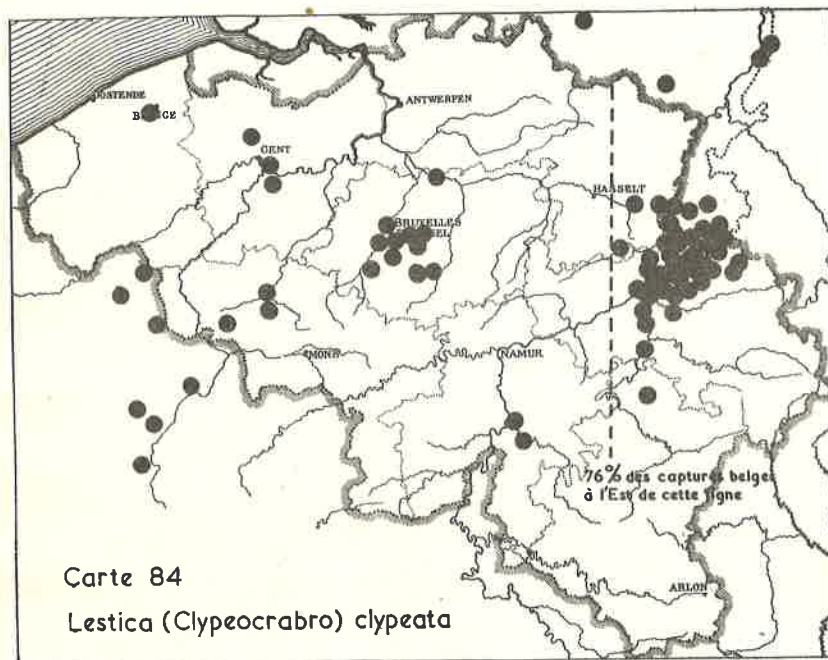 OSTENDE
ANTWERPEN
GENT
HASSELT
BRUXELLES
MONS
NAMUR
76% des captures belges
à l'Est de cette ligne
ARLON
Carte 84
Lestica (Clypeocrabro) clypeata